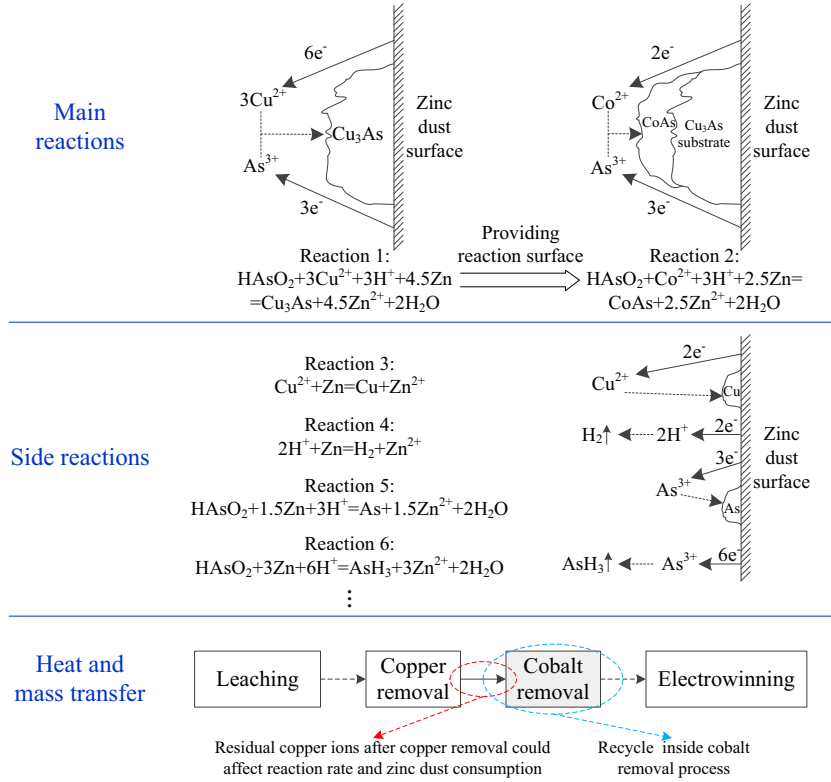 Main
reactions
6e⁻
3Cu²⁺
Cu₃As
As³⁺
3e⁻
Zinc
dust
surface
2e⁻
Co²⁺
CoAs
Cu₃As
substrate
As³⁺
3e⁻
Zinc
dust
surface
Reaction 1:
HAsO₂+3Cu²⁺+3H⁺+4.5Zn
=Cu₃As+4.5Zn²⁺+2H₂O
Providing
reaction surface
Reaction 2:
HAsO₂+Co²⁺+3H⁺+2.5Zn=
CoAs+2.5Zn²⁺+2H₂O
Side reactions
Reaction 3:
Cu²⁺+Zn=Cu+Zn²⁺
Reaction 4:
2H⁺+Zn=H₂+Zn²⁺
Reaction 5:
HAsO₂+1.5Zn+3H⁺=As+1.5Zn²⁺+2H₂O
Reaction 6:
HAsO₂+3Zn+6H⁺=AsH₃+3Zn²⁺+2H₂O
⋮
2e⁻
Cu²⁺
Cu
H₂↑
2H⁺
2e⁻
3e⁻
As³⁺
As
AsH₃↑
As³⁺
6e⁻
Zinc
dust
surface
Heat and
mass transfer
Leaching
Copper
removal
Cobalt
removal
Electrowinning
Residual copper ions after copper removal could
affect reaction rate and zinc dust consumption
Recycle inside cobalt
removal process